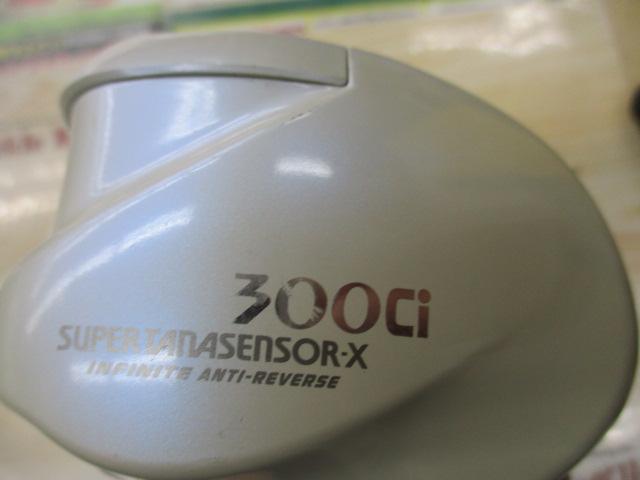 300Ci
SUPERTANASENSOR-X
INFINITE ANTI-REVERSE